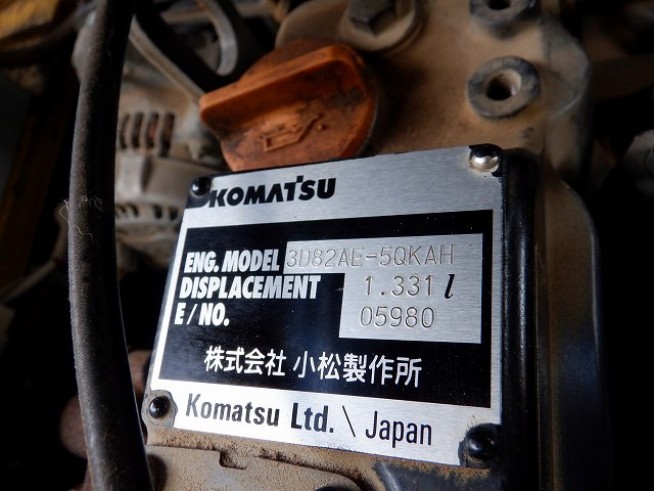 KOMATSU
ENG. MODEL 3D82AE-5QKAH
DISPLACEMENT 1.331 l
E/NO. 05980
株式会社 小松製作所
Komatsu Ltd. \ Japan